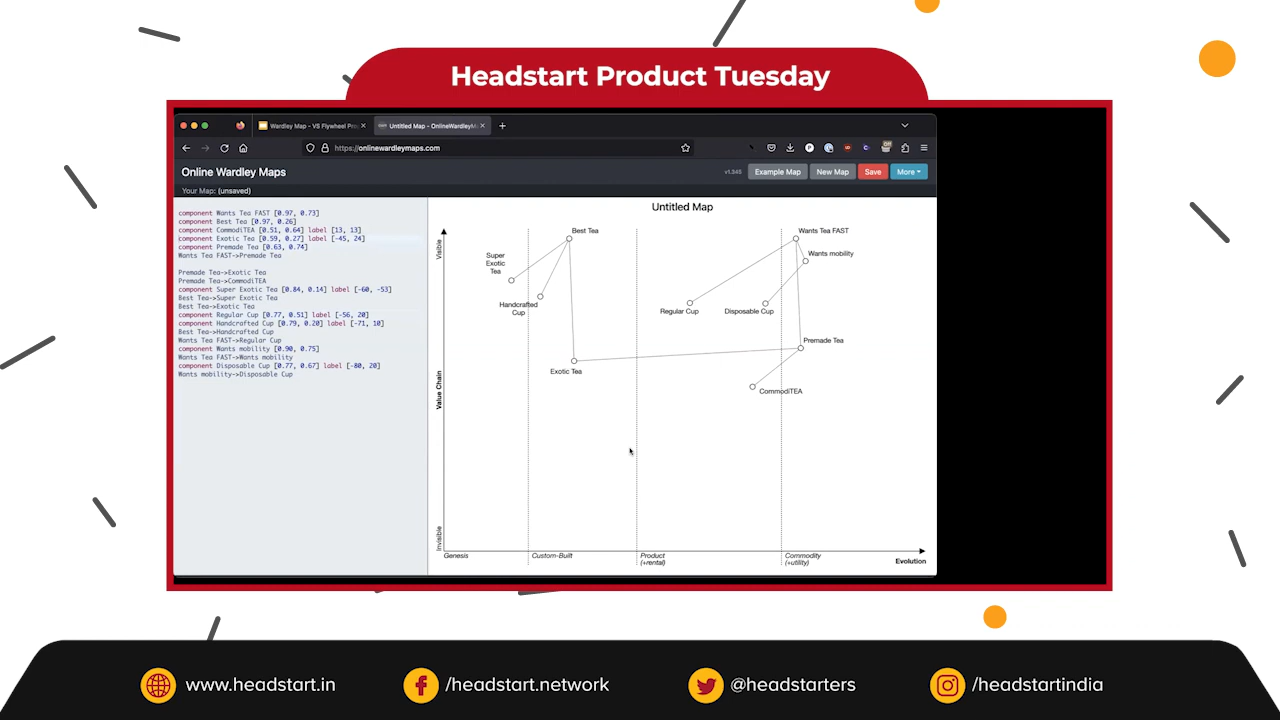 Headstart Product Tuesday
Wardley Map - VS Flywheel Pre
Untitled Map - OnlineWardleyM
https://onlinewardleymaps.com
Online Wardley Maps
v1.345
Example Map
New Map
Save
More
Your Map: (unsaved)
component Wants Tea FAST [0.97, 0.73]
component Best Tea [0.97, 0.26]
component CommodiTEA [0.51, 0.64] label [13, 13]
component Exotic Tea [0.59, 0.27] label [-45, 24]
component Premade Tea [0.63, 0.74]
Wants Tea FAST->Premade Tea
Premade Tea->Exotic Tea
Premade Tea->CommodiTEA
component Super Exotic Tea [0.84, 0.14] label [-60, -53]
Best Tea->Super Exotic Tea
Best Tea->Exotic Tea
component Regular Cup [0.77, 0.51] label [-56, 20]
component Handcrafted Cup [0.79, 0.20] label [-71, 10]
Best Tea->Handcrafted Cup
Wants Tea FAST->Regular Cup
component Wants mobility [0.90, 0.75]
Wants Tea FAST->Wants mobility
component Disposable Cup [0.77, 0.67] label [-80, 20]
Wants mobility->Disposable Cup
Untitled Map
Visible
Value Chain
Invisible
Best Tea
Super
Exotic
Tea
Handcrafted
Cup
Exotic Tea
Wants Tea FAST
Wants mobility
Regular Cup
Disposable Cup
Premade Tea
CommodiTEA
Genesis
Custom-Built
Product
(+rental)
Commodity
(+utility)
Evolution
www.headstart.in
/headstart.network
@headstarters
/headstartindia